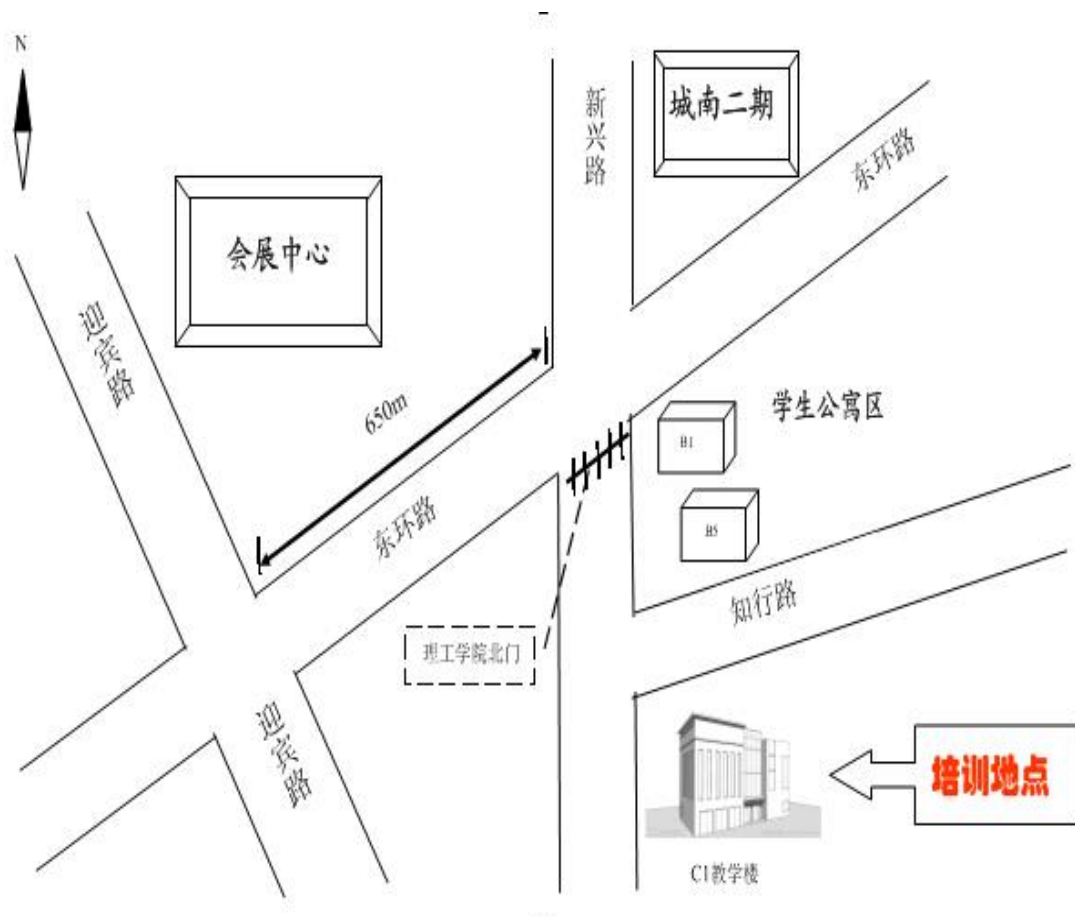 N
新兴路
城南二期
东环路
会展中心
迎宾路
650m
学生公寓区
B1
东环路
B5
知行路
理工学院北门
迎宾路
培训地点
C1教学楼